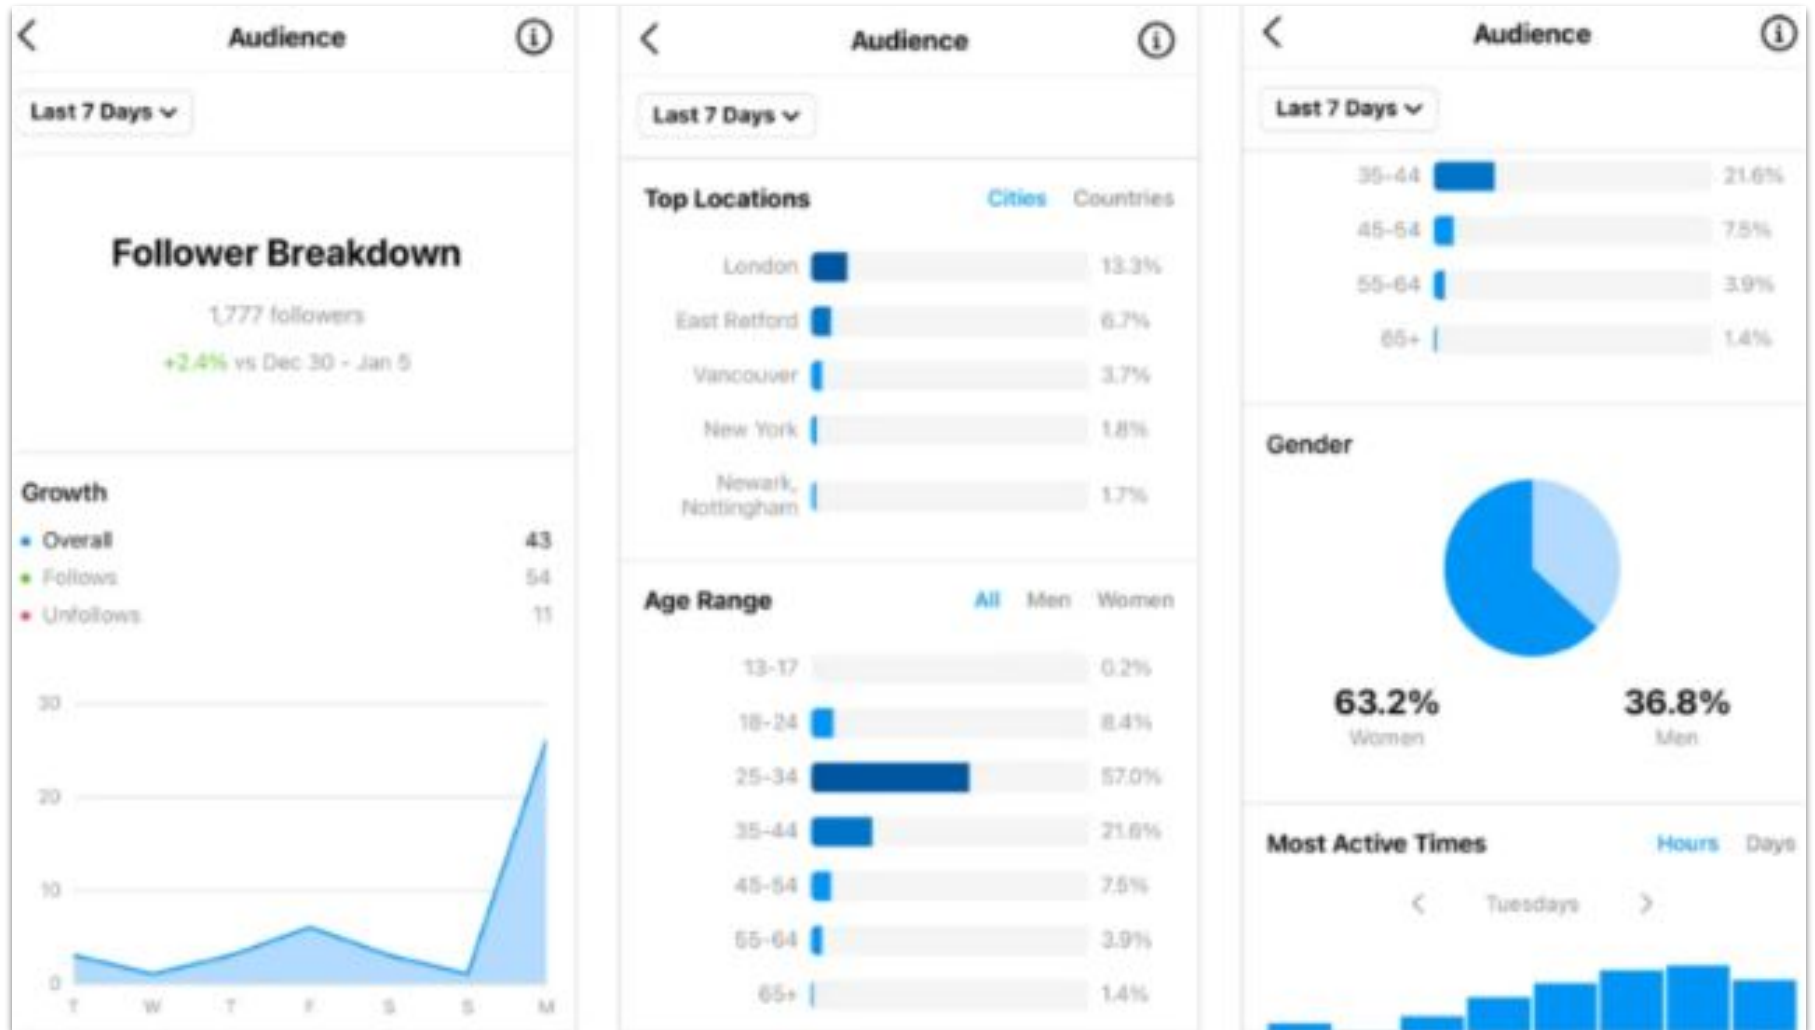 Audience
Last 7 Days
Follower Breakdown
1,777 followers
+2.4% vs Dec 30 - Jan 5
Growth
Overall 43
Follows 54
Unfollows 11
30
20
10
0
T W T F S S M
Audience
Last 7 Days
Top Locations Cities Countries
London 13.3%
East Retford 6.7%
Vancouver 3.7%
New York 1.8%
Newark,
Nottingham 1.7%
Age Range All Men Women
13-17 0.2%
18-24 8.4%
25-34 57.0%
35-44 21.6%
45-54 7.5%
55-64 3.9%
65+ 1.4%
Audience
Last 7 Days
35-44 21.6%
45-54 7.5%
55-64 3.9%
65+ 1.4%
Gender
63.2% 36.8%
Women Men
Most Active Times Hours Days
Tuesdays